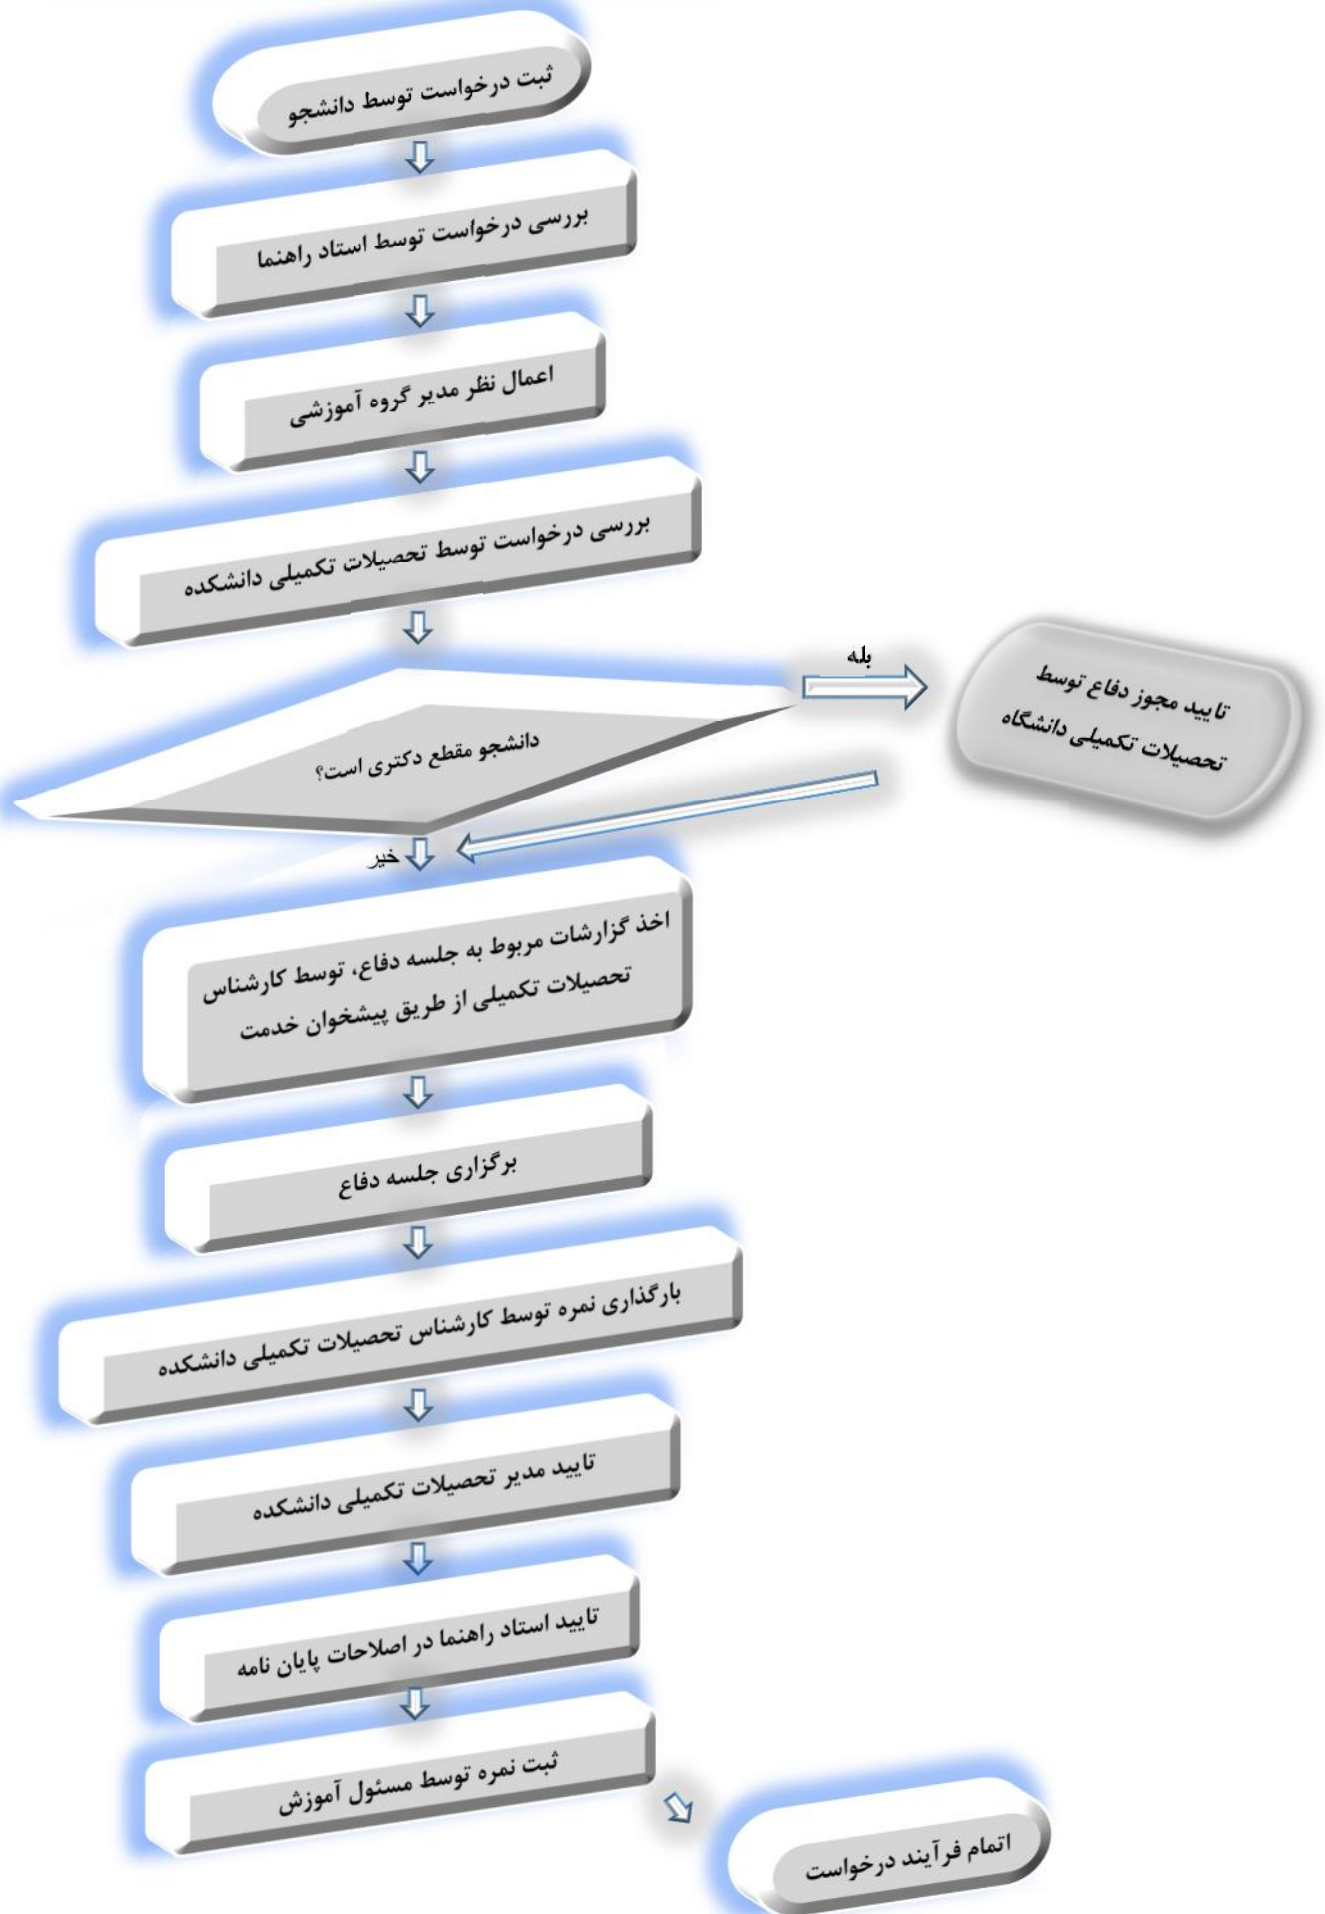 ثبت درخواست توسط دانشجو
بررسی درخواست توسط استاد راهنما
اعمال نظر مدیر گروه آموزشی
بررسی درخواست توسط تحصیلات تکمیلی دانشکده
دانشجو مقطع دکتری است؟
بله
تایید مجوز دفاع توسط
تحصیلات تکمیلی دانشگاه
خیر
اخذ گزارشات مربوط به جلسه دفاع، توسط کارشناس
تحصیلات تکمیلی از طریق پیشخوان خدمت
برگزاری جلسه دفاع
بارگذاری نمره توسط کارشناس تحصیلات تکمیلی دانشکده
تایید مدیر تحصیلات تکمیلی دانشکده
تایید استاد راهنما در اصلاحات پایان نامه
ثبت نمره توسط مسئول آموزش
اتمام فرآیند درخواست